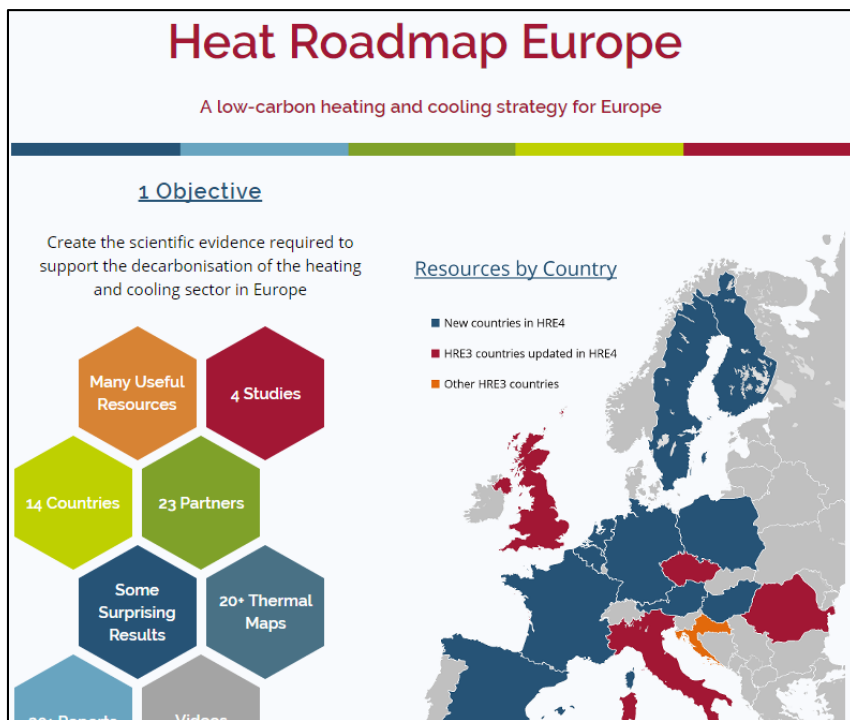 Heat Roadmap Europe
A low-carbon heating and cooling strategy for Europe
1 Objective
Create the scientific evidence required to
support the decarbonisation of the heating
and cooling sector in Europe
Resources by Country
New countries in HRE4
HRE3 countries updated in HRE4
Other HRE3 countries
Many Useful
Resources
4 Studies
14 Countries
23 Partners
Some
Surprising
Results
20+ Thermal
Maps
Reports
Videos